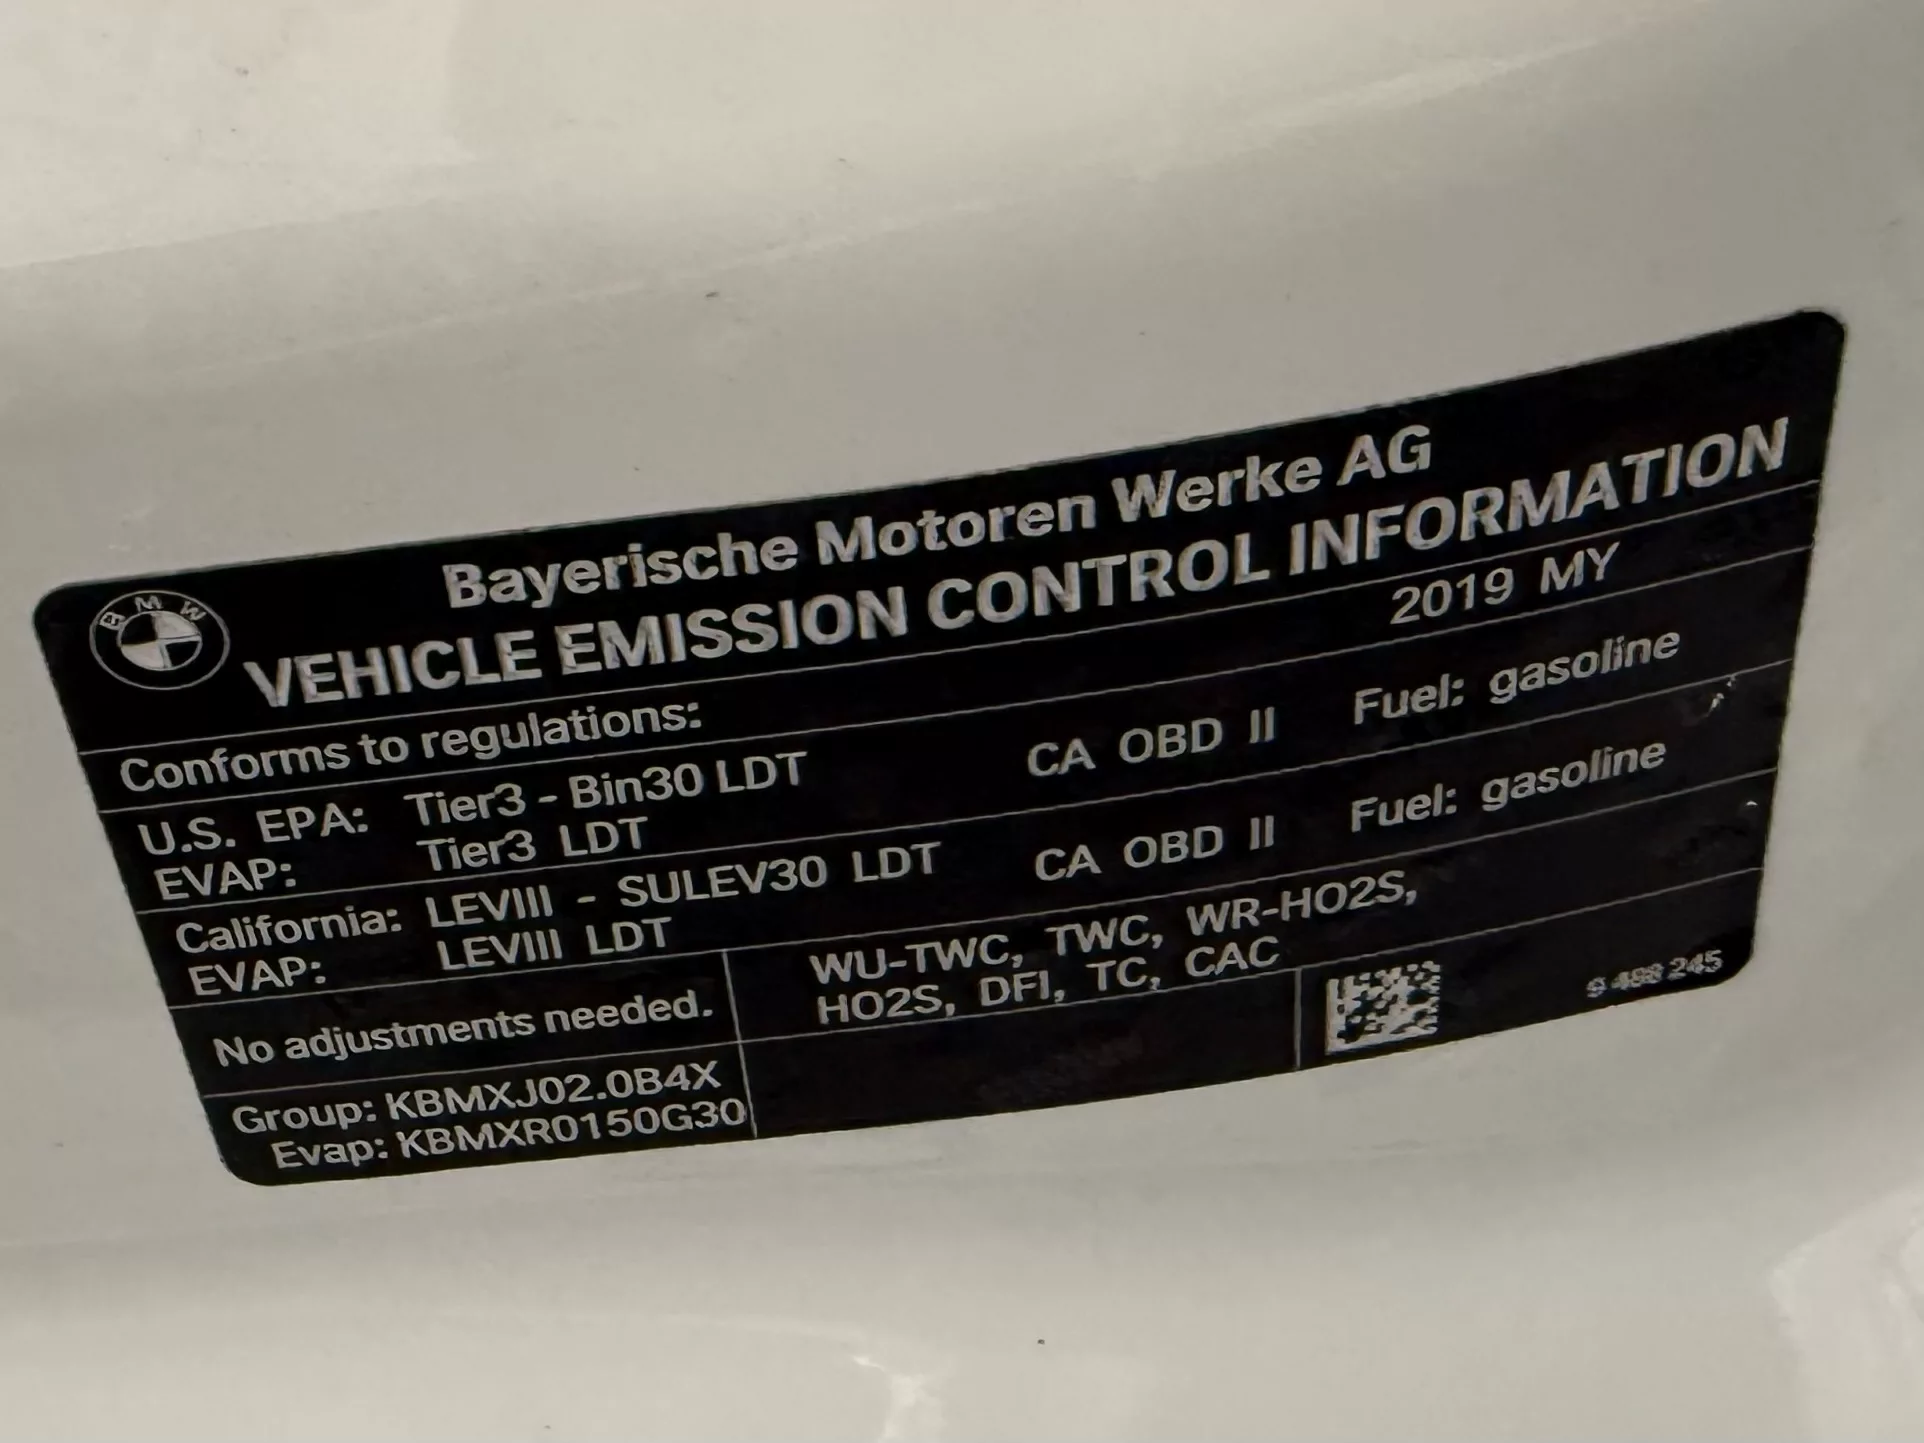 BMW
Bayerische Motoren Werke AG
VEHICLE EMISSION CONTROL INFORMATION
Conforms to regulations: 2019 MY
U.S. EPA: Tier3 - Bin30 LDT CA OBD II Fuel: gasoline
EVAP: Tier3 LDT
California: LEVIII - SULEV30 LDT CA OBD II Fuel: gasoline
EVAP: LEVIII LDT
No adjustments needed.
WU-TWC, TWC, WR-HO2S,
HO2S, DFI, TC, CAC
Group: KBMXJ02.0B4X
Evap: KBMXR0150G30
245